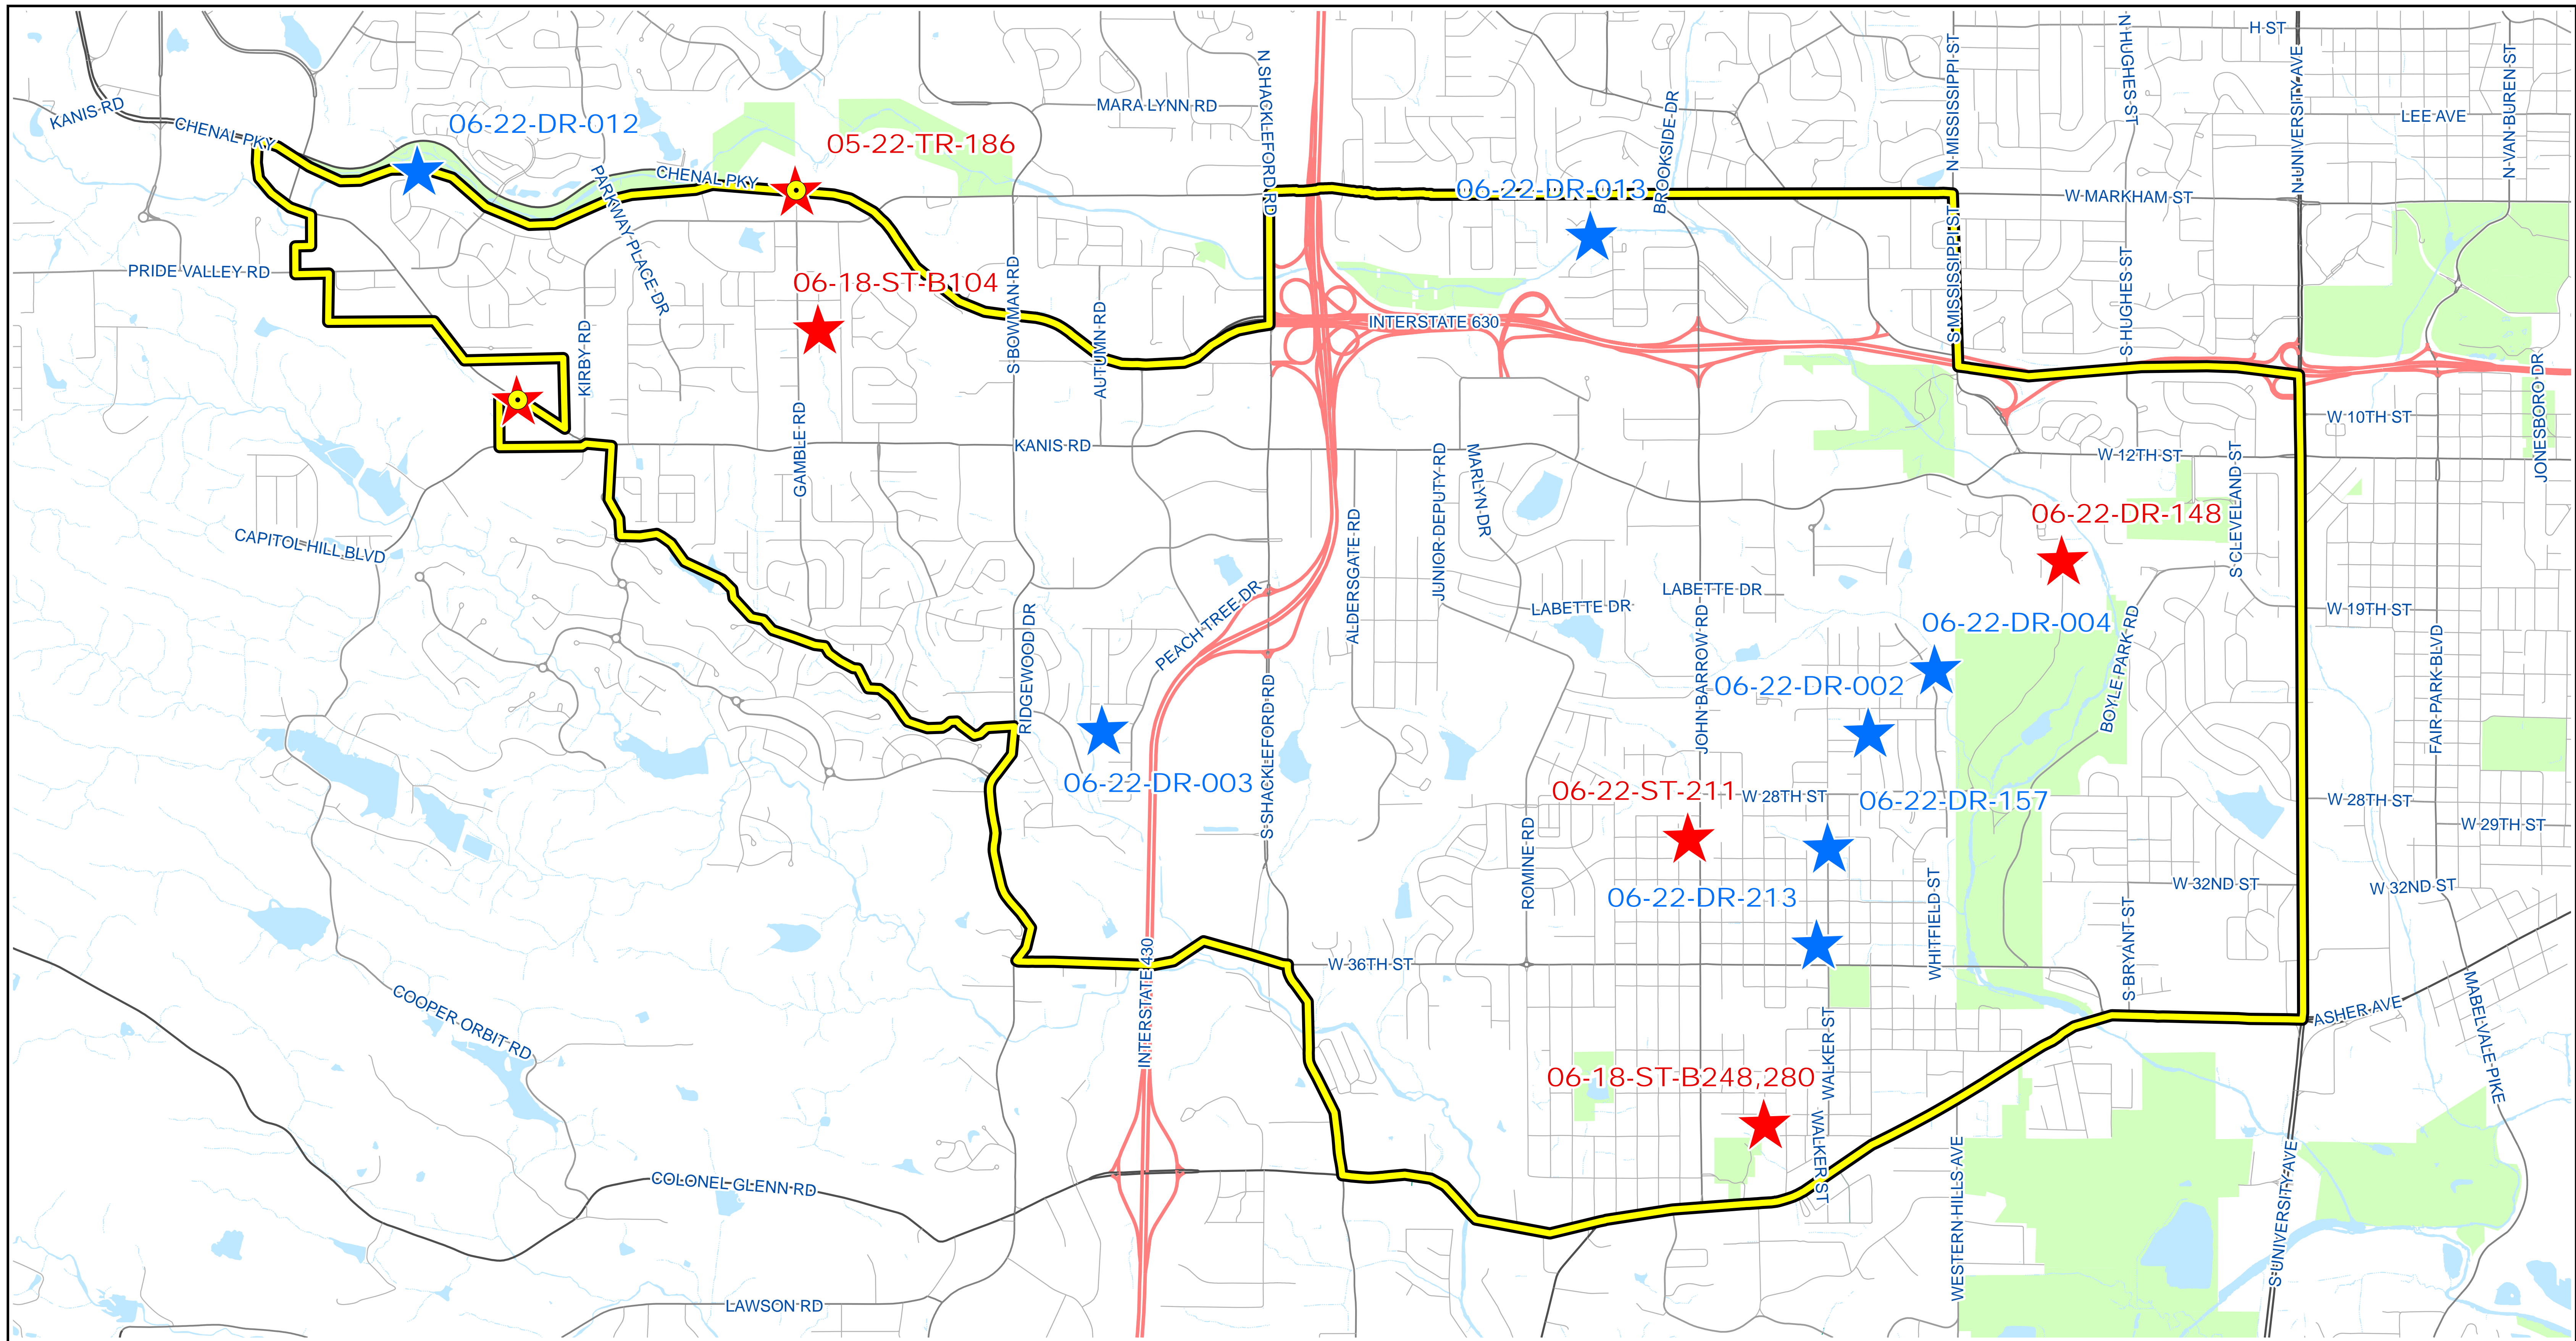 H ST
N HUGHES ST
N MISSISSIPPI ST
N UNIVERSITY AVE
N VAN BUREN ST
N SHACKLEFORD RD
KANIS RD
MARA LYNN RD
BROOKSIDE DR
LEE AVE
CHENAL PKY
06-22-DR-012
05-22-TR-186
PARKWAY PLACE DR
CHENAL PKY
06-22-DR-013
W MARKHAM ST
PRIDE VALLEY RD
06-18-ST-B104
S BOWMAN RD
S MISSISSIPPI ST
S HUGHES ST
KIRBY RD
AUTUMN RD
INTERSTATE 630
JONESBORO DR
GAMBLE RD
KANIS RD
W 10TH ST
W 12TH ST
S CLEVELAND ST
JUNIOR DEPUTY RD
MARLYN DR
06-22-DR-148
CAPITOL HILL BLVD
ALDERSGATE RD
LABETTE DR
LABETTE DR
W 19TH ST
RIDGEWOOD DR
PEACH TREE DR
JOHN BARROW RD
06-22-DR-004
BOYLE PARK RD
FAIR PARK BLVD
06-22-DR-002
S SHACKLEFORD RD
06-22-DR-003
06-22-ST-211
W 28TH ST
06-22-DR-157
W 28TH ST
W 29TH ST
ROMINE RD
06-22-DR-213
WHITFIELD ST
W 32ND ST
W 32ND ST
S BRYANT ST
W 36TH ST
INTERSTATE 430
COOPER ORBIT RD
ASHER AVE
MABELVALE PIKE
WALKER ST
06-18-ST-B248,280
WALKER ST
COLONEL GLENN RD
WESTERN HILLS AVE
S UNIVERSITY AVE
LAWSON RD